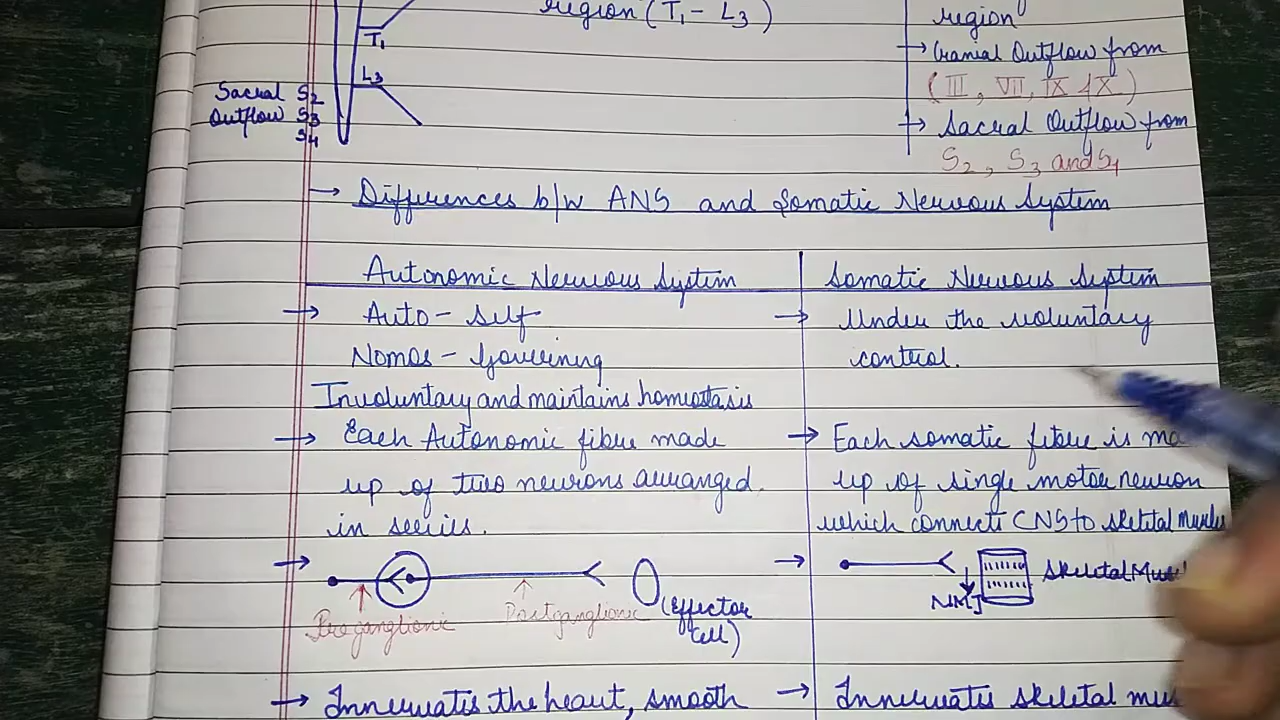 region (T1 - L3)
region
→ Cranial Outflow from
(III, VII, IX & X)
→ Sacral Outflow from
S2, S3 and S4
T1
L3
Sacral S2
Outflow S3
S4
→ Differences b/w ANS and Somatic Nervous System
Autonomic Nervous System
→ Auto - self
Nomos - Governing
Involuntary and maintains homeostasis
→ Each Autonomic fibre made
up of two neurons arranged
in series.
→
Preganglionic
Postganglionic
(Effector
Cell)
→ Innervates the heart, smooth
Somatic Nervous System
→ Under the voluntary
control.
→ Each somatic fibre is ma
up of single motor neuron
which connects CNS to skeletal Muscles
→
NMJ
Skeletal Mus
→ Innervates skeletal mus